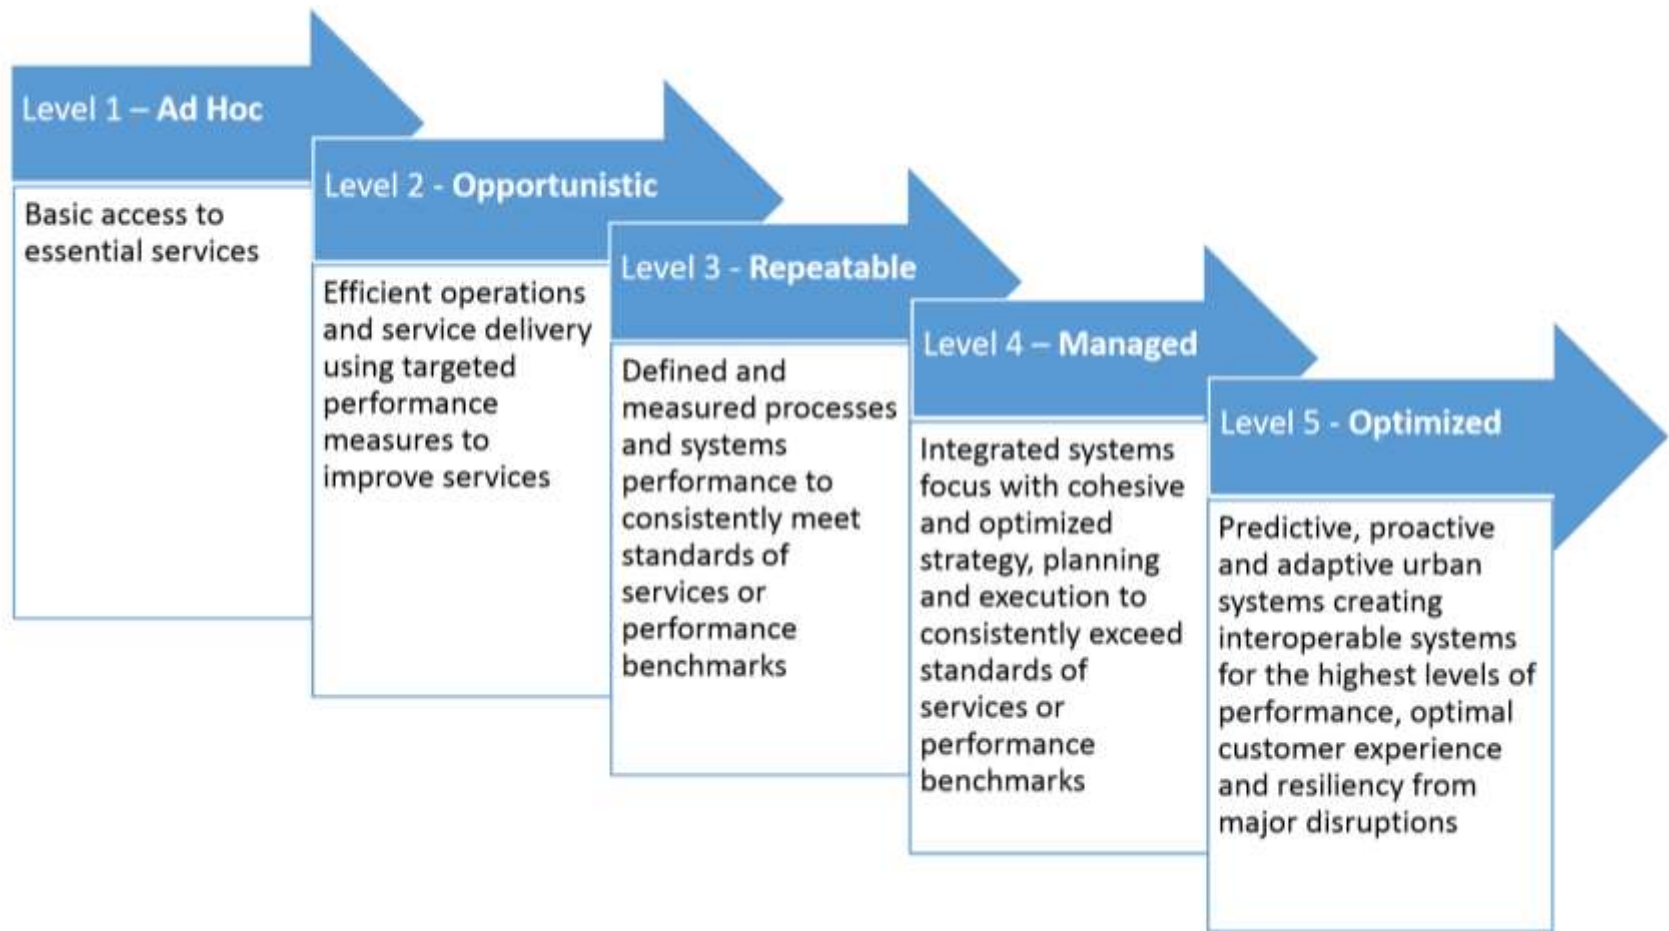 Level 1 – Ad Hoc
Basic access to
essential services
Level 2 - Opportunistic
Efficient operations
and service delivery
using targeted
performance
measures to
improve services
Level 3 - Repeatable
Defined and
measured processes
and systems
performance to
consistently meet
standards of
services or
performance
benchmarks
Level 4 – Managed
Integrated systems
focus with cohesive
and optimized
strategy, planning
and execution to
consistently exceed
standards of
services or
performance
benchmarks
Level 5 - Optimized
Predictive, proactive
and adaptive urban
systems creating
interoperable systems
for the highest levels of
performance, optimal
customer experience
and resiliency from
major disruptions